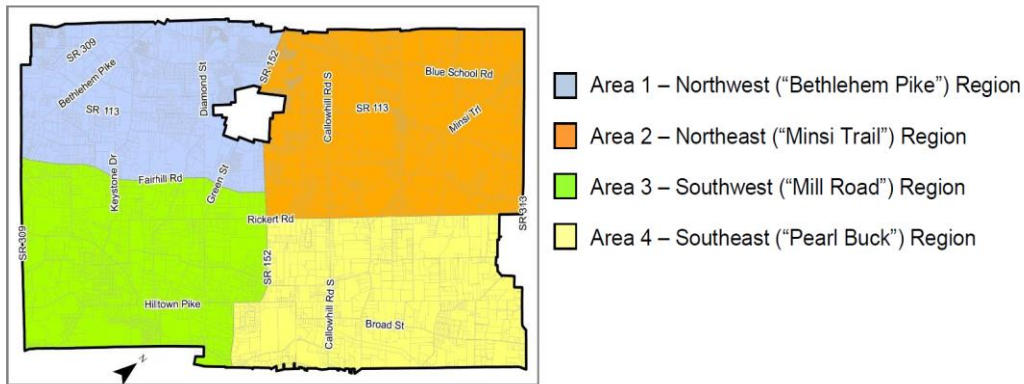 SR 309
SR 152
Bethlehem Pike
Diamond St
Blue School Rd
SR 113
Callowhill Rd S
SR 113
Minsi Trl
Keystone Dr
Fairhill Rd
Green St
Rickert Rd
SR 313
SR 309
SR 152
Hilltown Pike
Callowhill Rd S
Broad St
N
Area 1 – Northwest (“Bethlehem Pike”) Region
Area 2 – Northeast (“Minsi Trail”) Region
Area 3 – Southwest (“Mill Road”) Region
Area 4 – Southeast (“Pearl Buck”) Region